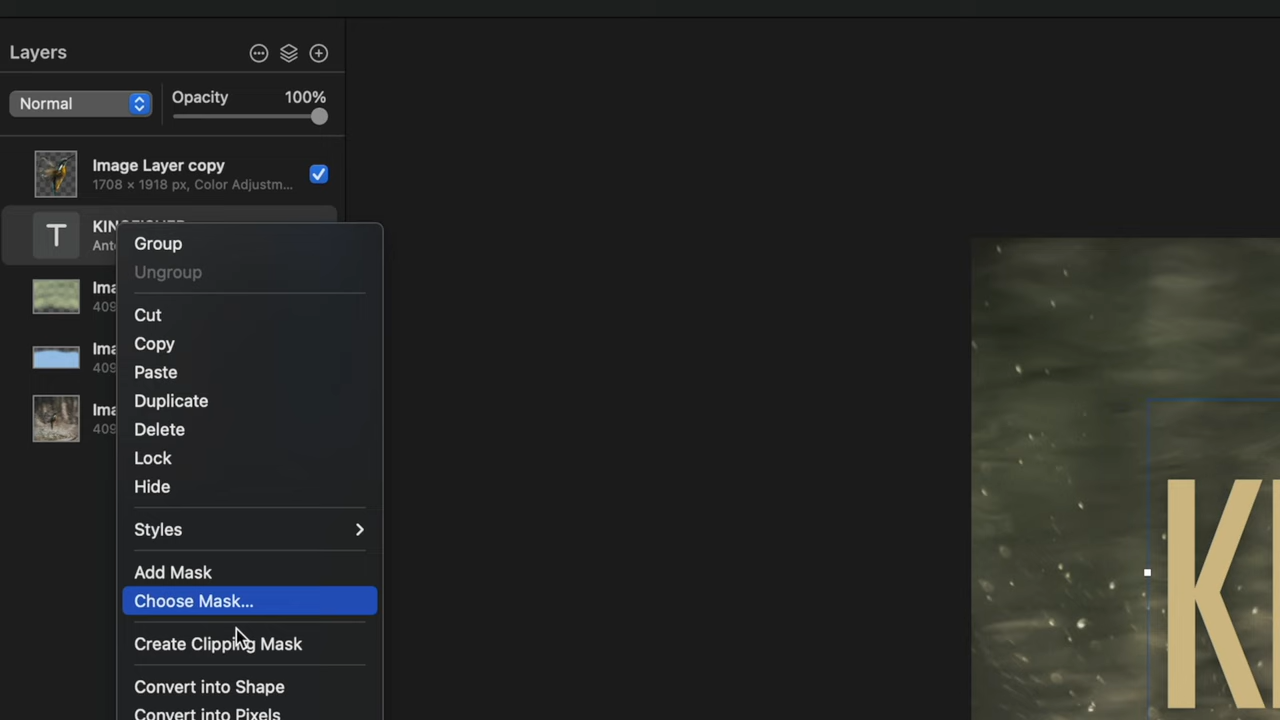 Layers
Normal
Opacity 100%
Image Layer copy
1708 × 1918 px, Color Adjustm...
T
Group
Ungroup
Cut
Copy
Paste
Duplicate
Delete
Lock
Hide
Styles
Add Mask
Choose Mask...
Create Clipping Mask
Convert into Shape
Convert into Pixels
K